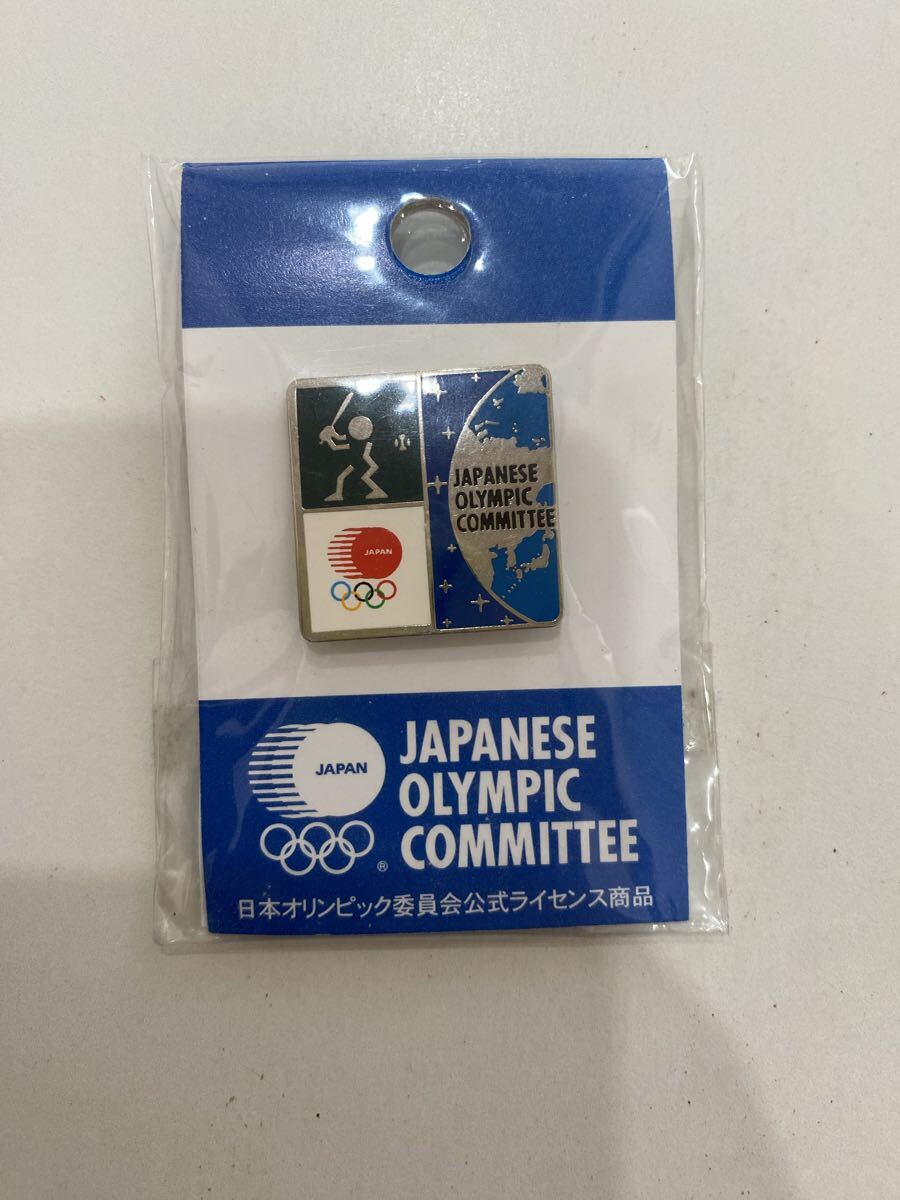 JAPANESE
OLYMPIC
COMMITTEE
JAPAN
JAPAN
JAPANESE
OLYMPIC
COMMITTEE
®
日本オリンピック委員会公式ライセンス商品